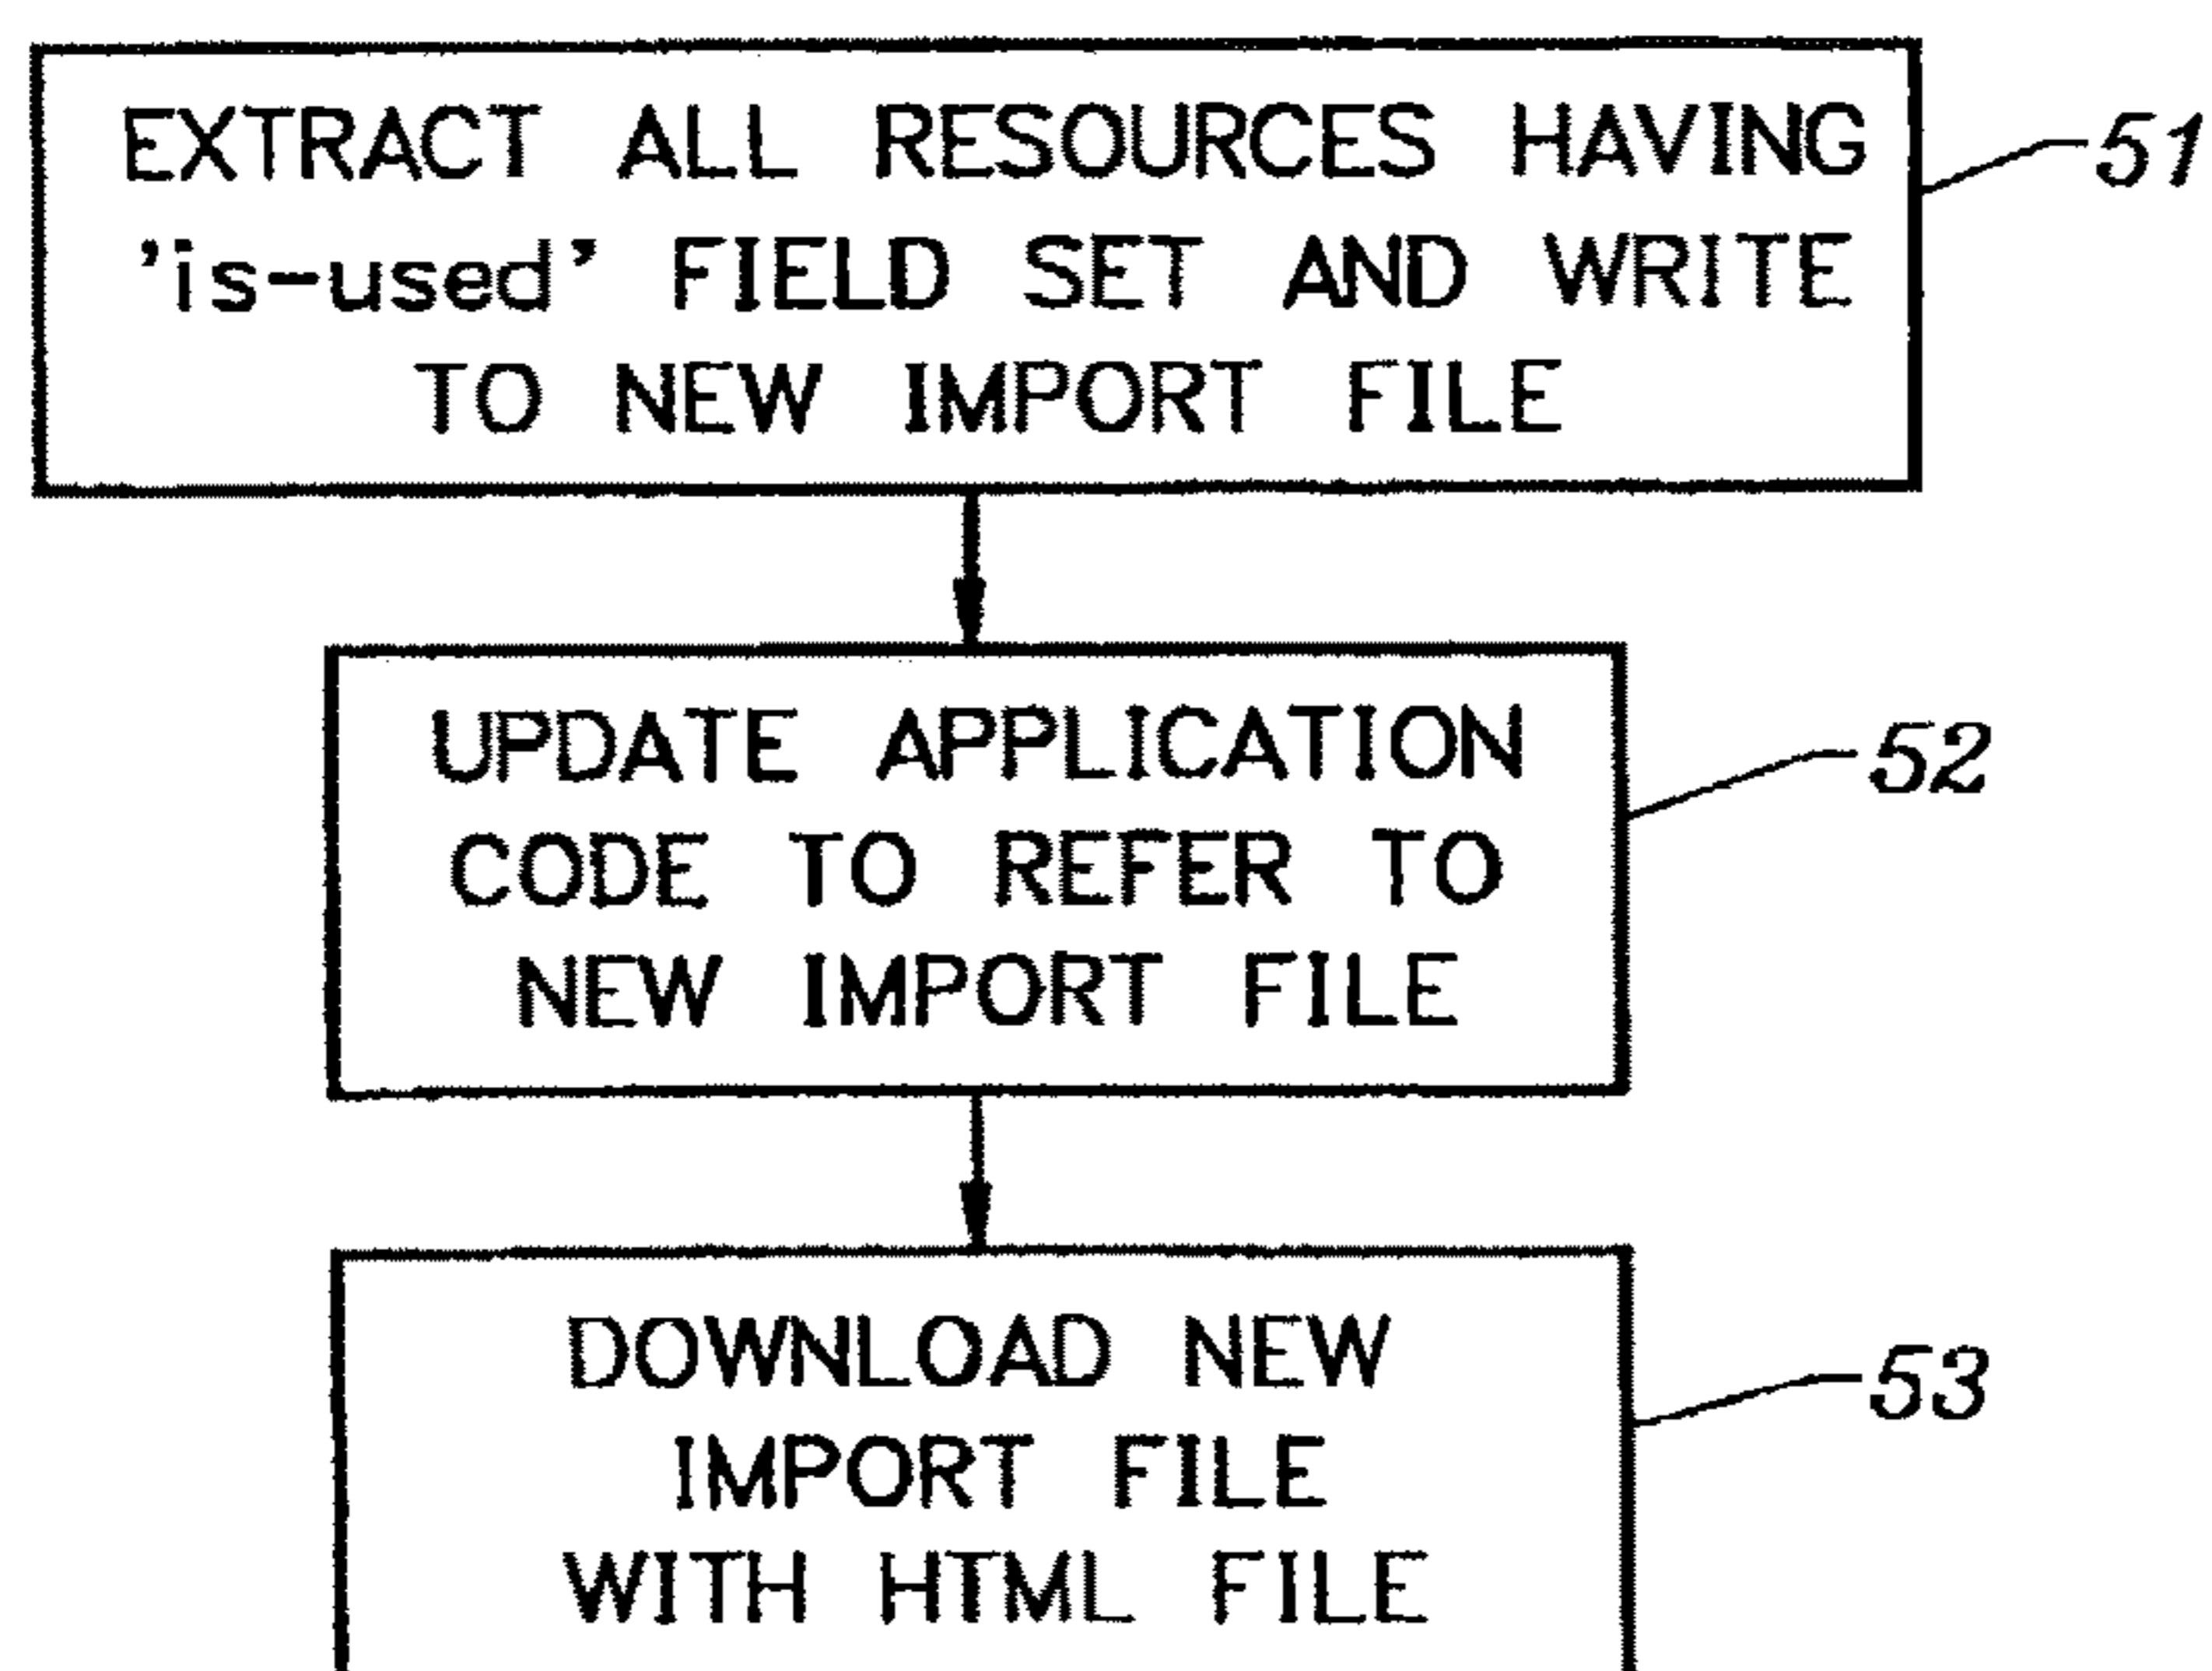 EXTRACT ALL RESOURCES HAVING
'is-used' FIELD SET AND WRITE
TO NEW IMPORT FILE
51
UPDATE APPLICATION
CODE TO REFER TO
NEW IMPORT FILE
52
DOWNLOAD NEW
IMPORT FILE
WITH HTML FILE
53